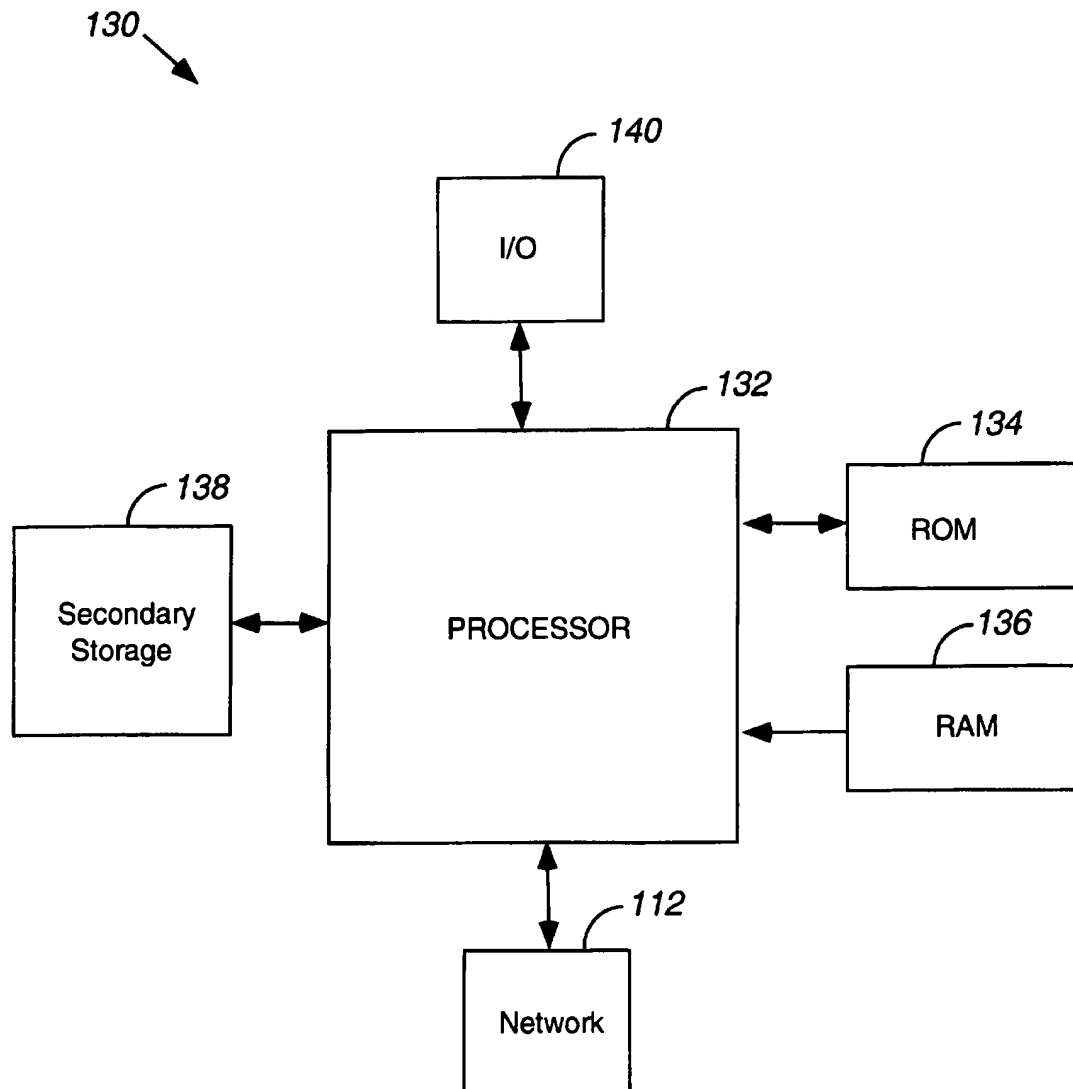 130
140
I/O
132
134
138
ROM
Secondary
Storage
PROCESSOR
136
RAM
112
Network